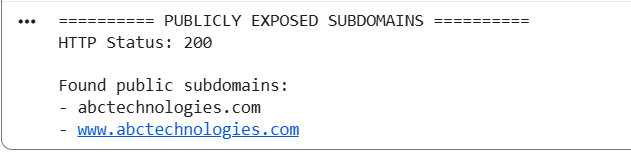 ========== PUBLICLY EXPOSED SUBDOMAINS ==========
HTTP Status: 200
Found public subdomains:
- abctechnologies.com
- www.abctechnologies.com